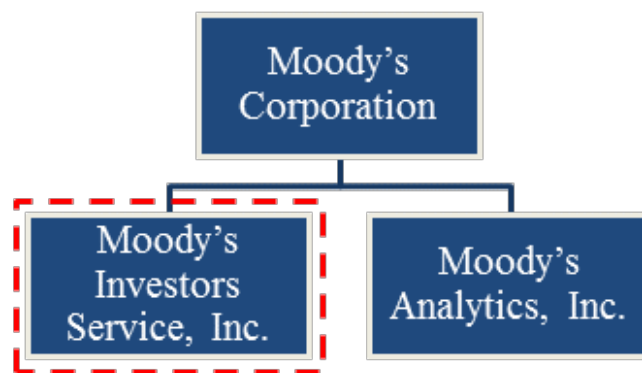 Moody’s
Corporation
Moody’s
Investors
Service, Inc.
Moody’s
Analytics, Inc.